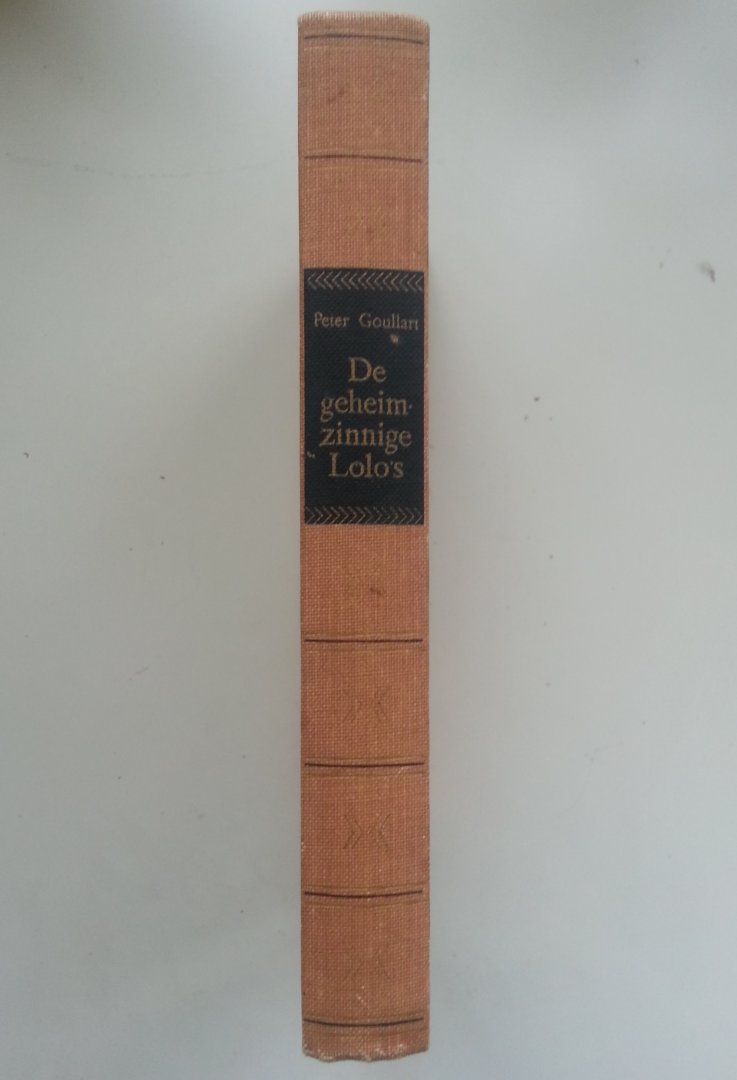 Peter Goullart
De
geheim-
zinnige
Lolo's